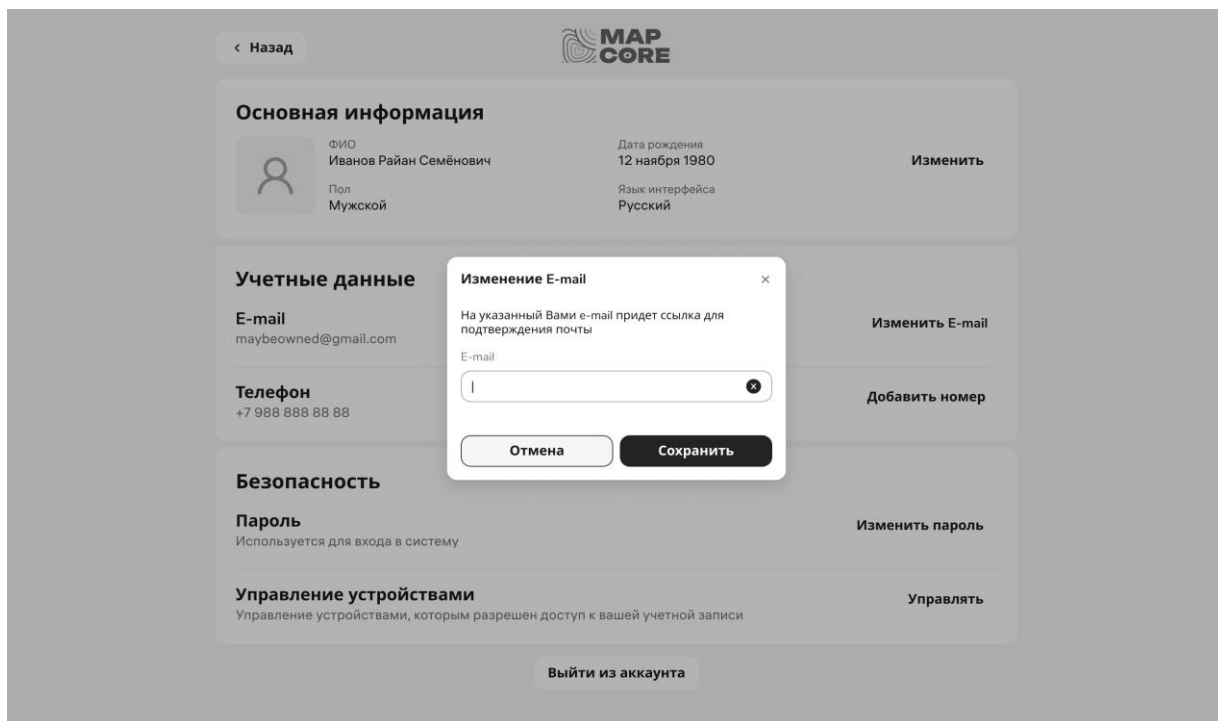 Назад
MAP
CORE
Основная информация
ФИО
Иванов Райан Семёнович
Дата рождения
12 наября 1980
Изменить
Пол
Мужской
Язык интерфейса
Русский
Учетные данные
E-mail
maybeowned@gmail.com
Изменить E-mail
Телефон
+7 988 888 88 88
Добавить номер
Изменение E-mail
На указанный Вами e-mail придет ссылка для
подтверждения почты
E-mail
Отмена
Сохранить
Безопасность
Пароль
Используется для входа в систему
Изменить пароль
Управление устройствами
Управление устройствами, которым разрешен доступ к вашей учетной записи
Управлять
Выйти из аккаунта